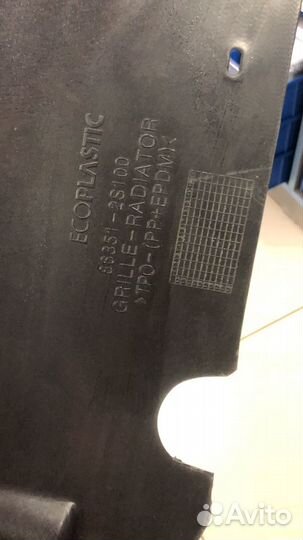 ECOPLASTIC
86351-2S100
GRILLE-RADIATOR
>TPO-(PP+EPDM)<
Avito